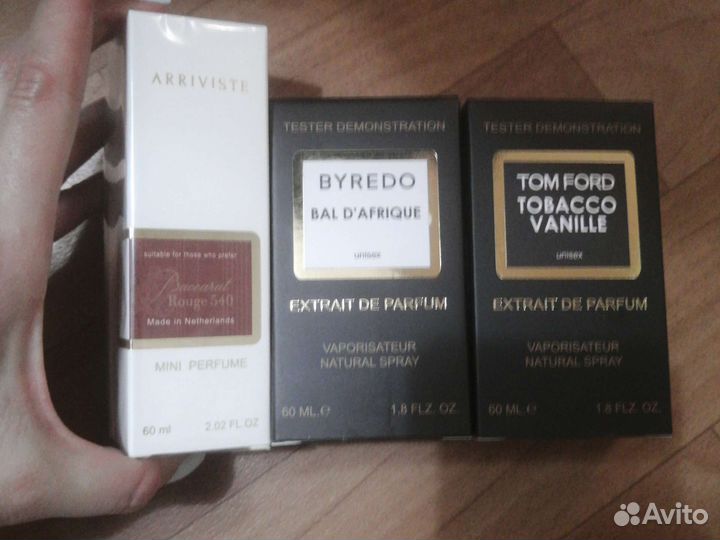 ARRIVISTE
suitable for those who prefer
Baccarat
Rouge 540
Made in Netherlands
MINI PERFUME
60 ml 2.02 FL.OZ
TESTER DEMONSTRATION
BYREDO
BAL D'AFRIQUE
unisex
EXTRAIT DE PARFUM
VAPORISATEUR
NATURAL SPRAY
60 ML.e 1.8 FLZ. OZ.
TESTER DEMONSTRATION
TOM FORD
TOBACCO
VANILLE
unisex
EXTRAIT DE PARFUM
VAPORISATEUR
NATURAL SPRAY
60 ML.e 1.8 FLZ. OZ.
Avito